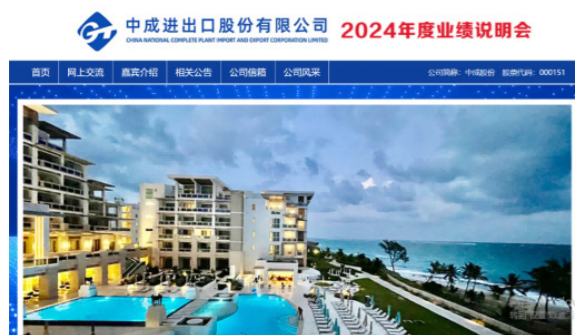 中成进出口股份有限公司
CHINA NATIONAL COMPLETE PLANT IMPORT AND EXPORT CORPORATION LIMITED
2024年度业绩说明会
首页 网上交流 嘉宾介绍 相关公告 公司信箱 公司风采
公司简称：中成股份 股票代码：000151